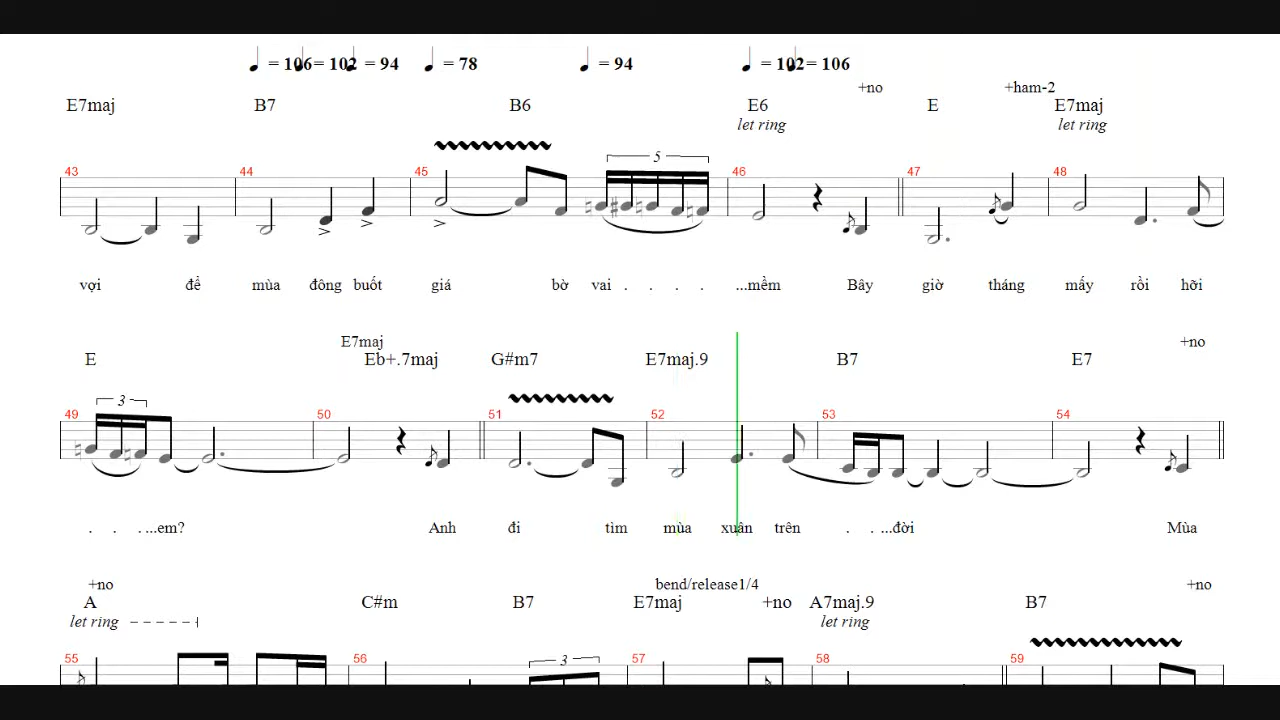 = 106 = 102 = 94 = 78 = 94 = 102 = 106
+no +ham-2
E7maj B7 B6 E6 E E7maj
let ring let ring
5
43 44 45 46 47 48
vợi để mùa đông buốt giá bờ vai . . . . ...mềm Bây giờ tháng mấy rồi hỡi
E7maj +no
E Eb+.7maj G#m7 E7maj.9 B7 E7
3
49 50 51 52 53 54
. . . ...em? Anh đi tìm mùa xuân trên . . ...đời Mùa
+no bend/release1/4 +no
A C#m B7 E7maj +no A7maj.9 B7
let ring let ring
3
55 56 57 58 59